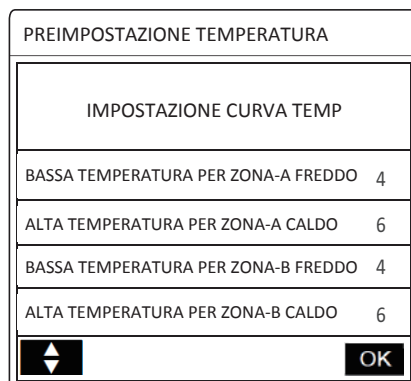 PREIMPOSTAZIONE TEMPERATURA
IMPOSTAZIONE CURVA TEMP
BASSA TEMPERATURA PER ZONA-A FREDDO 4
ALTA TEMPERATURA PER ZONA-A CALDO 6
BASSA TEMPERATURA PER ZONA-B FREDDO 4
ALTA TEMPERATURA PER ZONA-B CALDO 6
OK